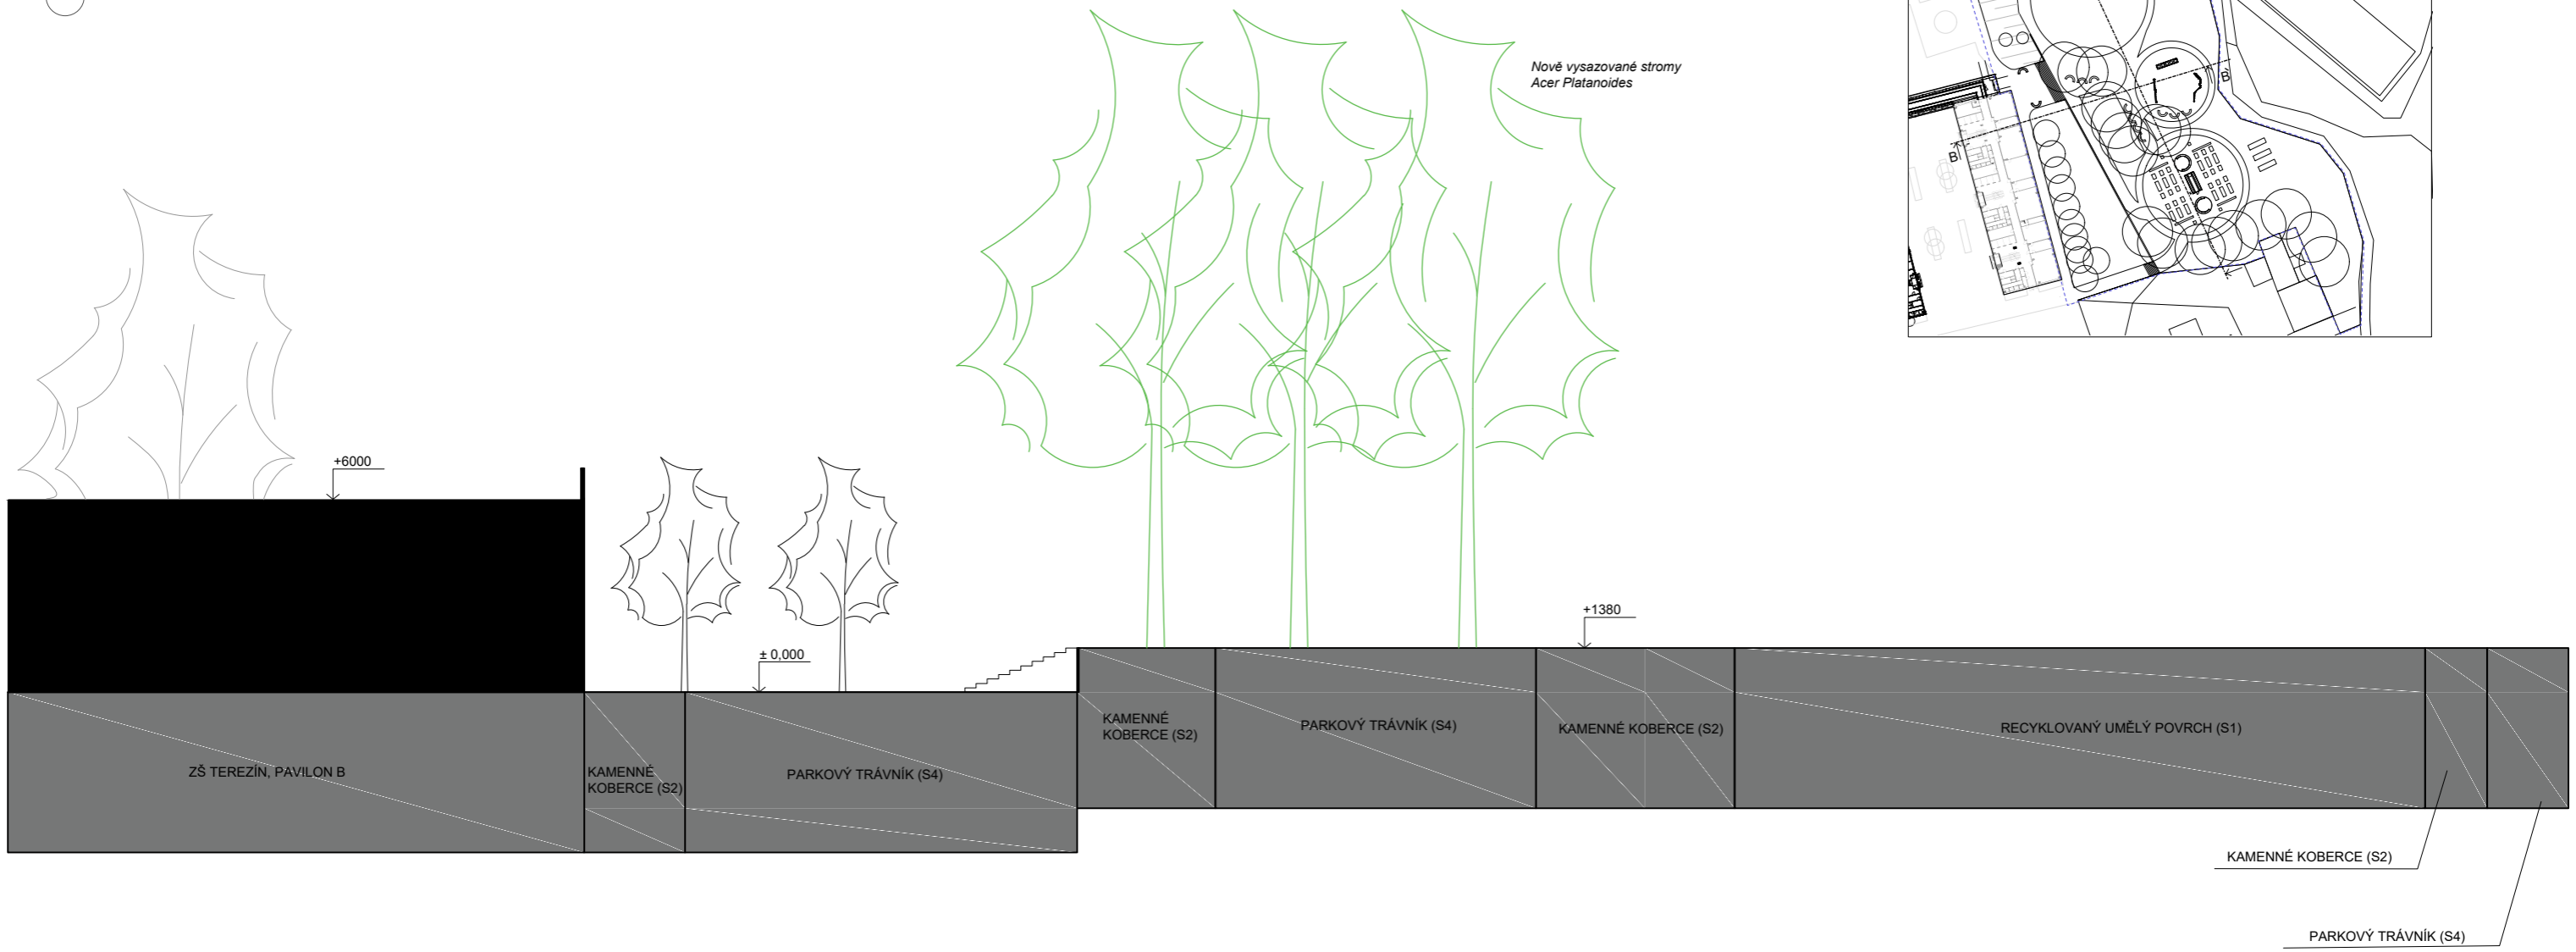 Nově vysazované stromy
Acer Platanoides
B'
B'
+6000
+1380
± 0,000
KAMENNÉ
KOBERCE (S2)
PARKOVÝ TRÁVNÍK (S4)
KAMENNÉ KOBERCE (S2)
RECYKLOVANÝ UMĚLÝ POVRCH (S1)
ZŠ TEREZÍN, PAVILON B
KAMENNÉ
KOBERCE (S2)
PARKOVÝ TRÁVNÍK (S4)
KAMENNÉ KOBERCE (S2)
PARKOVÝ TRÁVNÍK (S4)